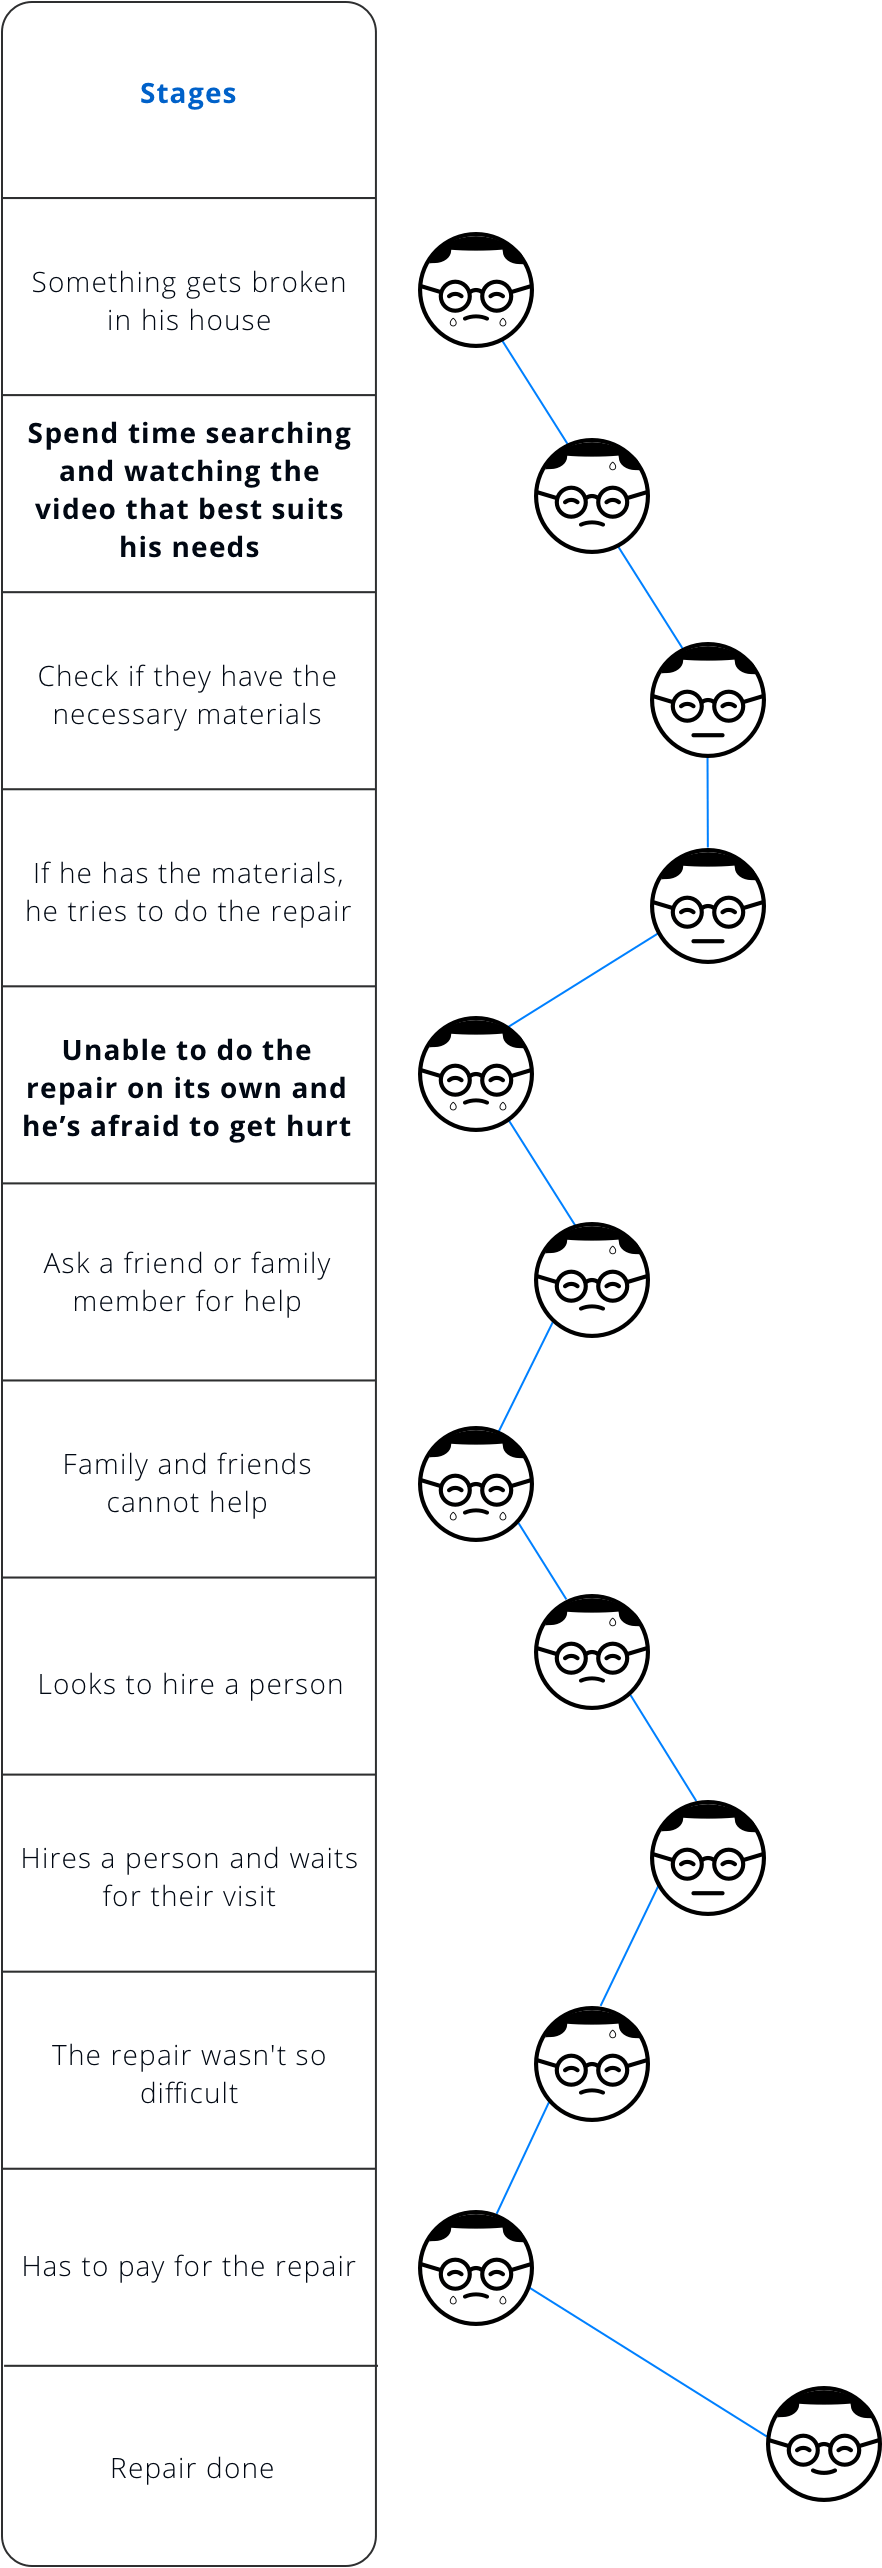 Stages
Something gets broken
in his house
Spend time searching
and watching the
video that best suits
his needs
Check if they have the
necessary materials
If he has the materials,
he tries to do the repair
Unable to do the
repair on its own and
he’s afraid to get hurt
Ask a friend or family
member for help
Family and friends
cannot help
Looks to hire a person
Hires a person and waits
for their visit
The repair wasn't so
difficult
Has to pay for the repair
Repair done